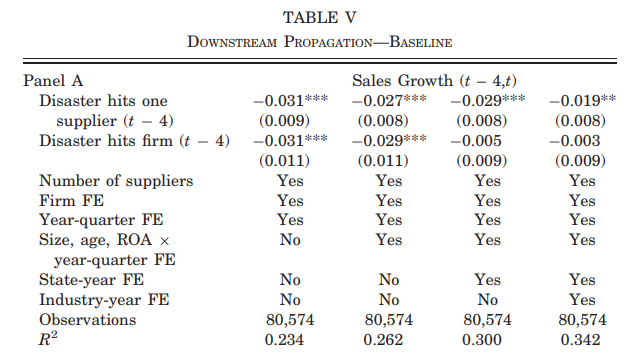 TABLE V
DOWNSTREAM PROPAGATION—BASELINE
Panel A Sales Growth (t − 4,t)
Disaster hits one −0.031*** −0.027*** −0.029*** −0.019**
supplier (t − 4) (0.009) (0.008) (0.008) (0.008)
Disaster hits firm (t − 4) −0.031*** −0.029*** −0.005 −0.003
(0.011) (0.011) (0.009) (0.009)
Number of suppliers Yes Yes Yes Yes
Firm FE Yes Yes Yes Yes
Year-quarter FE Yes Yes Yes Yes
Size, age, ROA × No Yes Yes Yes
year-quarter FE
State-year FE No No Yes Yes
Industry-year FE No No No Yes
Observations 80,574 80,574 80,574 80,574
R² 0.234 0.262 0.300 0.342